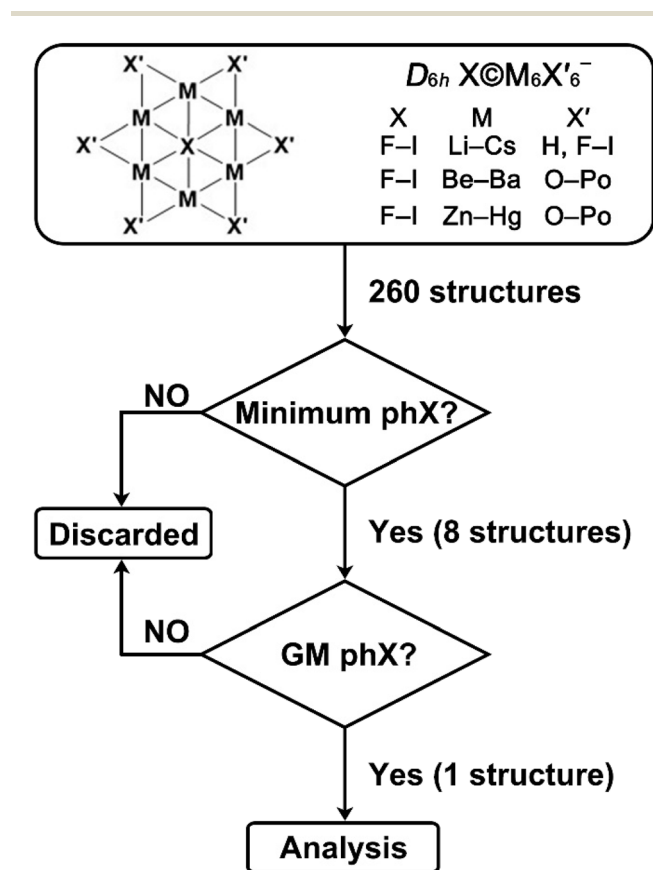 X' X'
M
M M
X' X X'
M M
M
X' X'
D6h X©M6X'6−
X M X'
F–I Li–Cs H, F–I
F–I Be–Ba O–Po
F–I Zn–Hg O–Po
260 structures
NO
Minimum phX?
Discarded
Yes (8 structures)
NO
GM phX?
Yes (1 structure)
Analysis